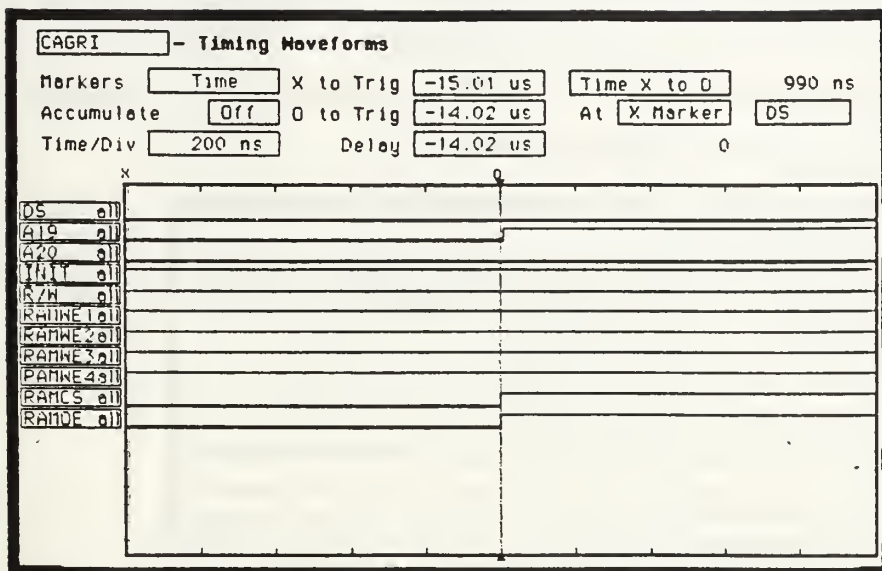 CAGRI - Timing Waveforms
Markers Time X to Trig -15.01 us Time X to O 990 ns
Accumulate Off O to Trig -14.02 us At X Marker DS
Time/Div 200 ns Delay -14.02 us 0
X O
DS all
A19 all
A20 all
INIT all
R/W all
RAMWE1all
RAMWE2all
RAMWE3all
RAMWE4all
RAMCS all
RAMOE all